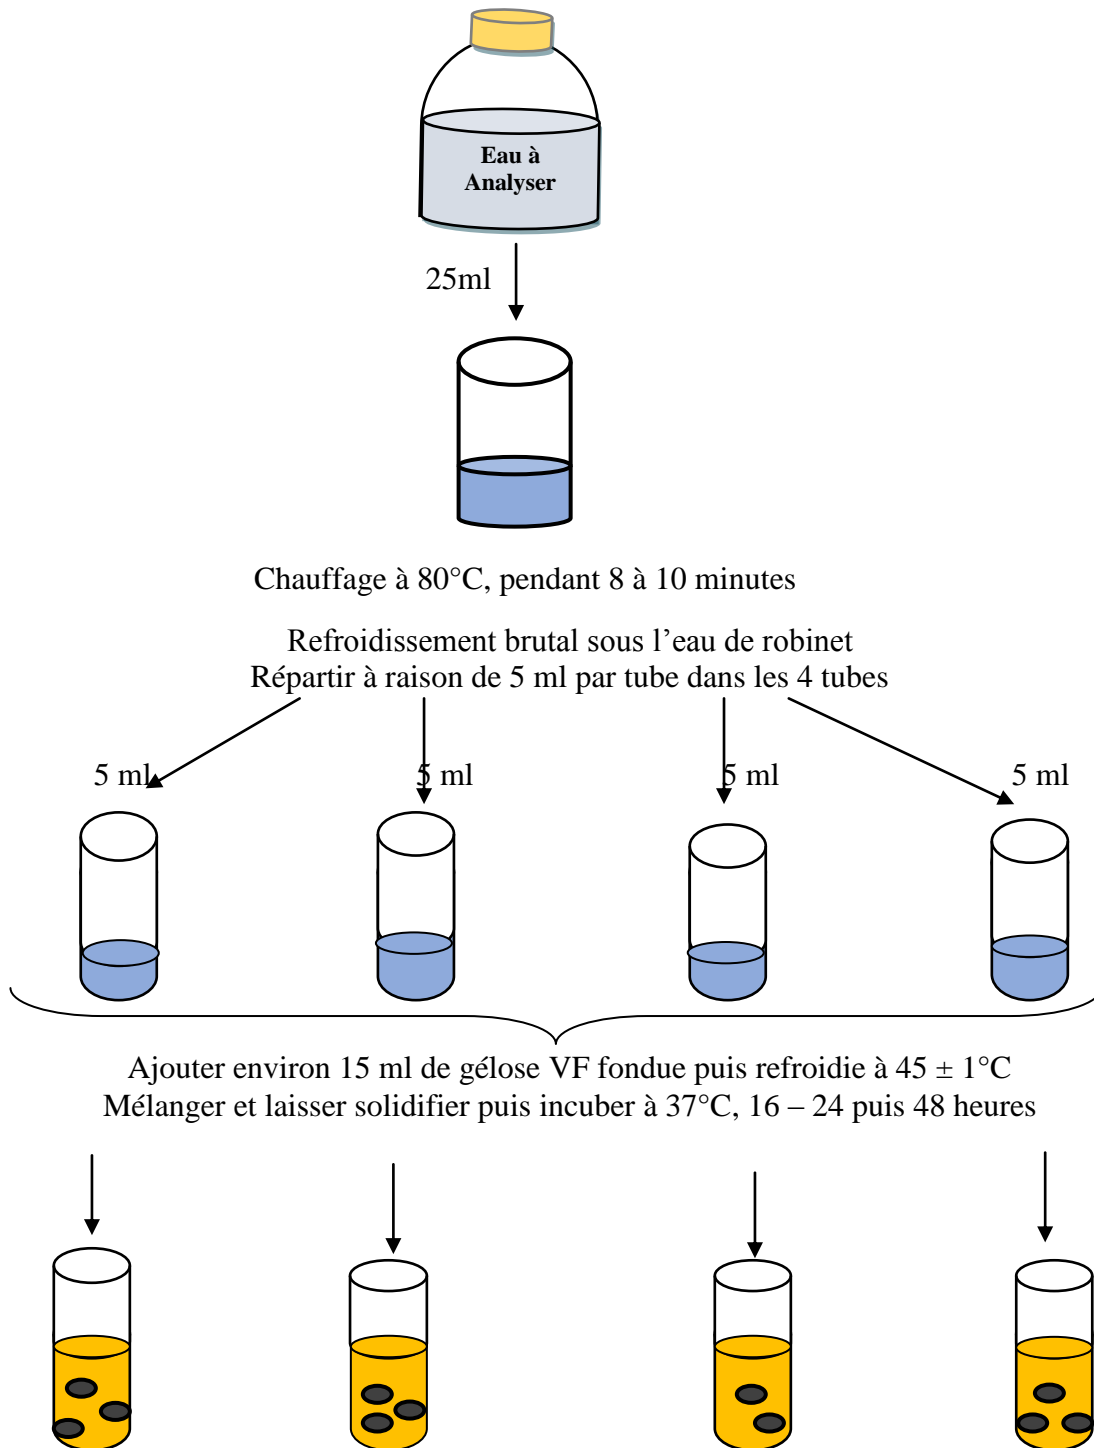 Eau à
Analyser
25ml
Chauffage à 80°C, pendant 8 à 10 minutes
Refroidissement brutal sous l’eau de robinet
Répartir à raison de 5 ml par tube dans les 4 tubes
5 ml 5 ml 5 ml 5 ml
Ajouter environ 15 ml de gélose VF fondue puis refroidie à 45 ± 1°C
Mélanger et laisser solidifier puis incuber à 37°C, 16 – 24 puis 48 heures